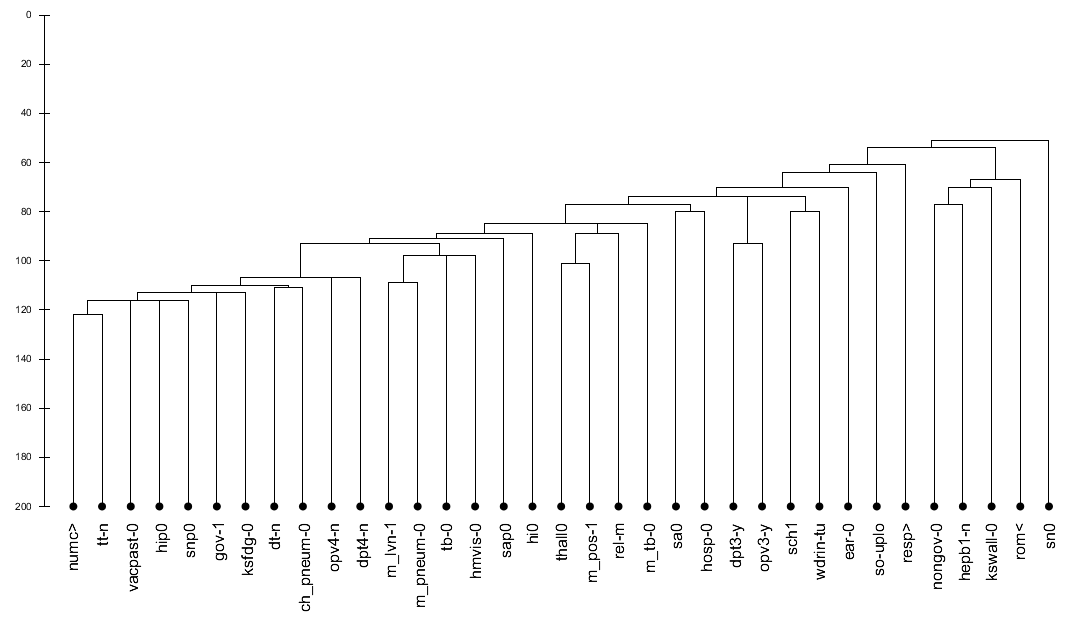 0
20
40
60
80
100
120
140
160
180
200
numc>
tt-n
vacpast-0
hip0
snp0
gov-1
ksfdg-0
dt-n
ch_pneum-0
opv4-n
dpt4-n
m_lvn-1
m_pneum-0
tb-0
hmvis-0
sap0
hi0
thall0
m_pos-1
rel-m
m_tb-0
sa0
hosp-0
dpt3-y
opv3-y
sch1
wdrin-tu
ear-0
so-uplo
resp>
nongov-0
hepb1-n
kswall-0
rom<
sn0